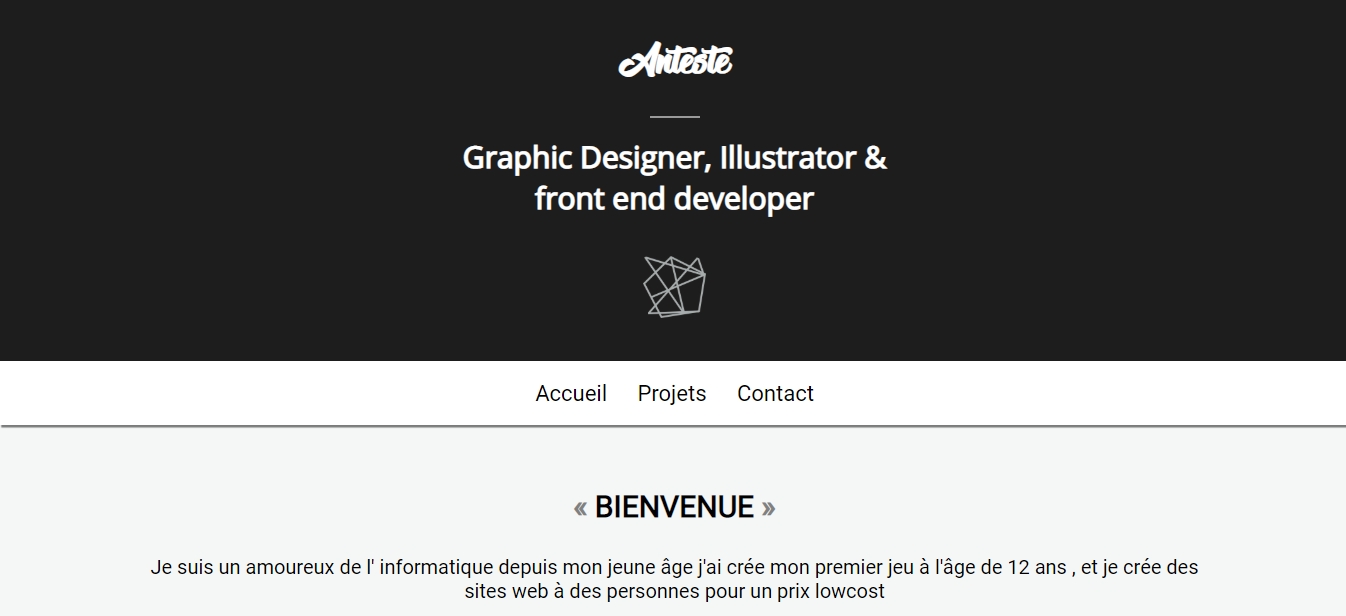 Anteste
Graphic Designer, Illustrator &
front end developer
Accueil Projets Contact
« BIENVENUE »
Je suis un amoureux de l' informatique depuis mon jeune âge j'ai crée mon premier jeu à l'âge de 12 ans , et je crée des
sites web à des personnes pour un prix lowcost